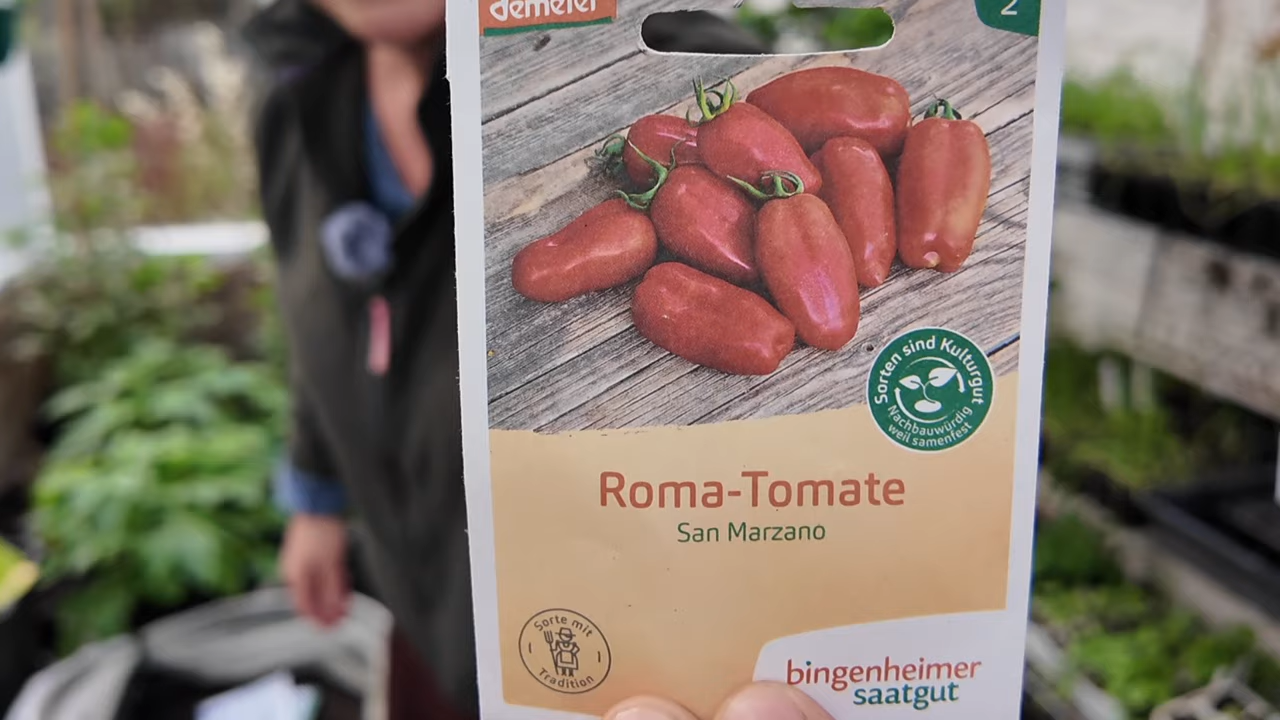 demeter
2
Sorten sind Kulturgut
Nachbauwürdig
weil samenfest
Roma-Tomate
San Marzano
Sorte mit
Tradition
bingenheimer
saatgut